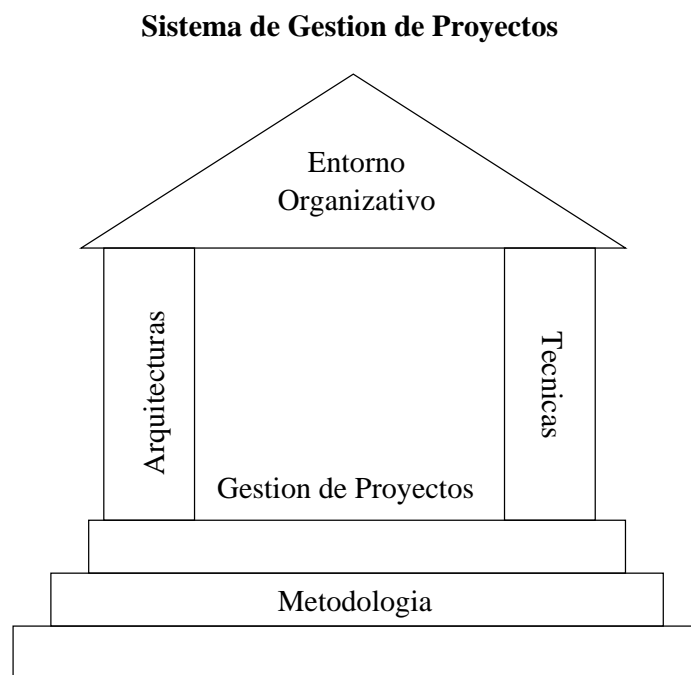 Sistema de Gestion de Proyectos
Entorno
Organizativo
Arquitecturas
Tecnicas
Gestion de Proyectos
Metodologia